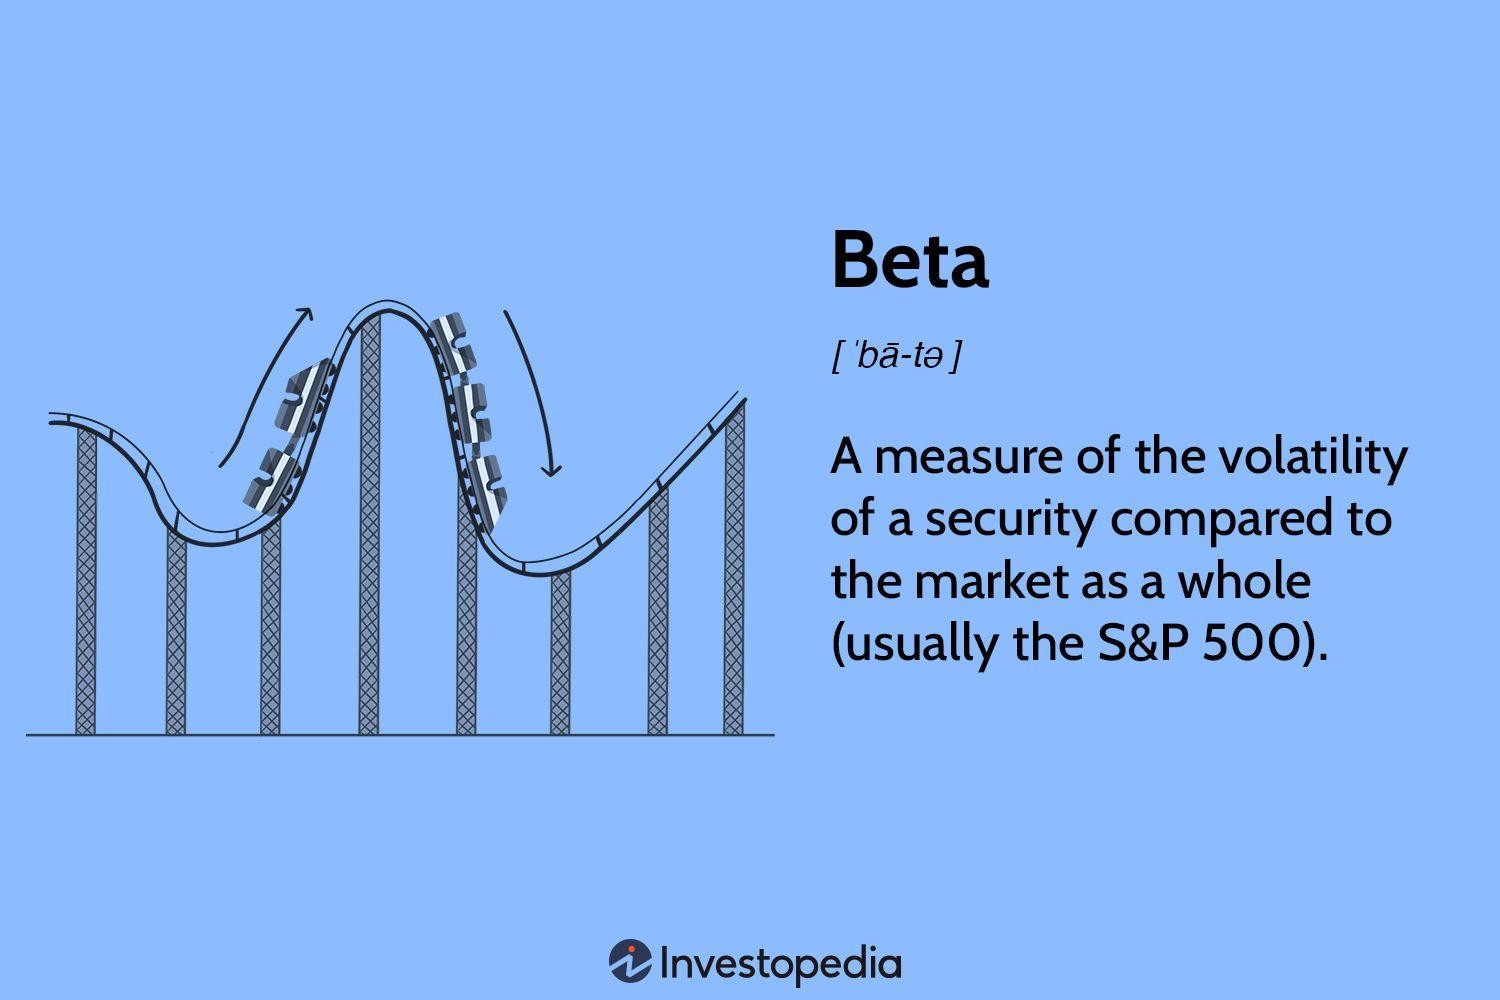 Beta
[ ˈbā-tə ]
A measure of the volatility
of a security compared to
the market as a whole
(usually the S&P 500).
Investopedia